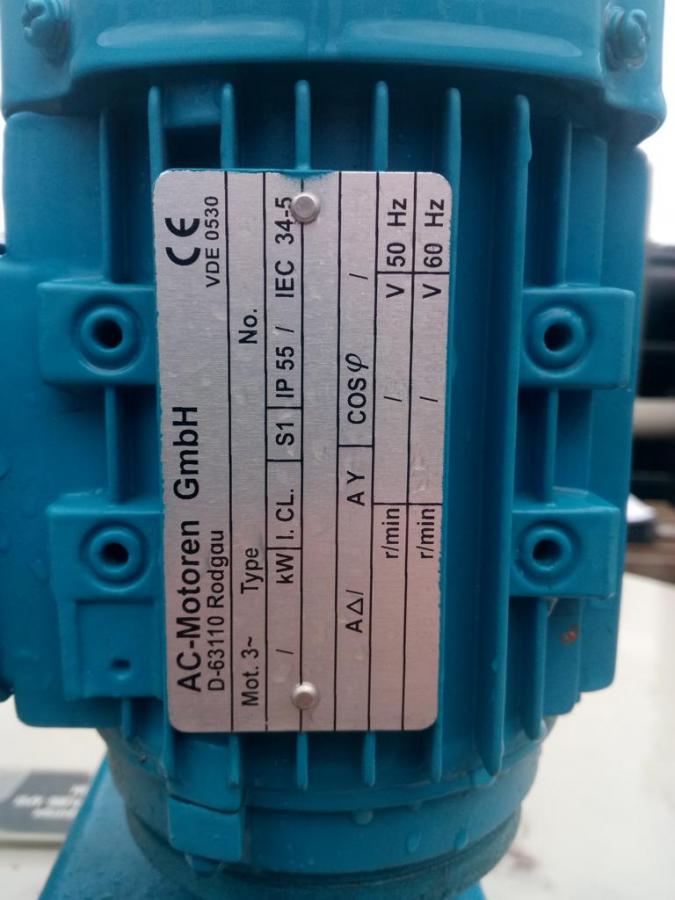 AC-Motoren GmbH CE
D-63110 Rodgau VDE 0530
Mot. 3~ Type No.
/ kW I. CL. S1 IP 55 / IEC 34-5
A Δ/ A Y COSφ /
r/min / V 50 Hz
r/min / V 60 Hz